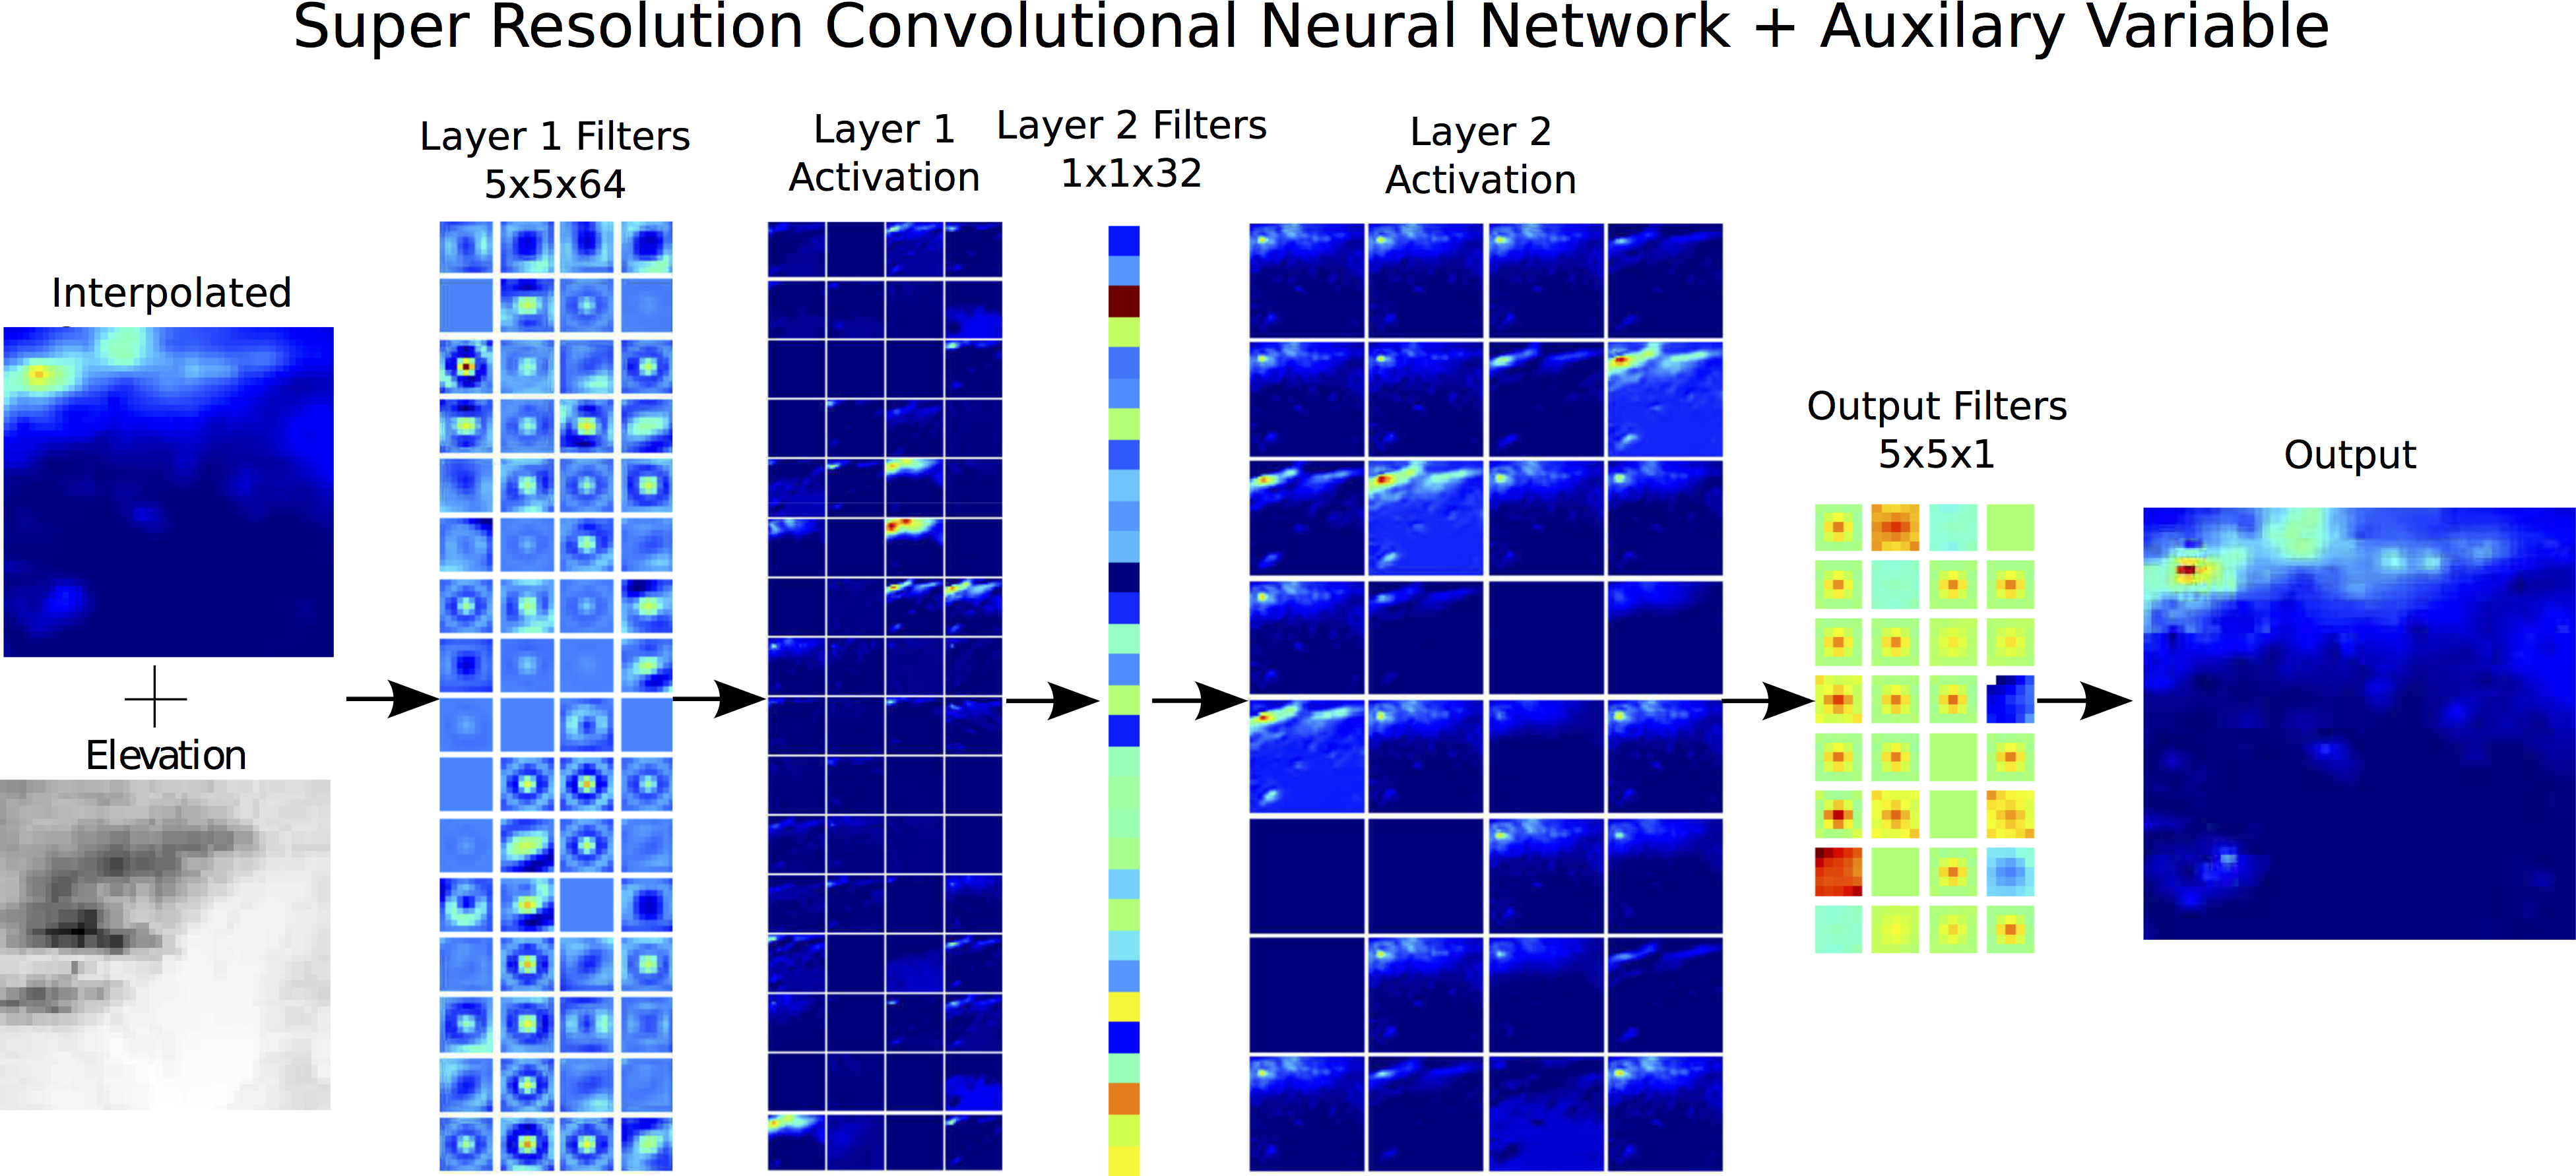 Super Resolution Convolutional Neural Network + Auxilary Variable
Layer 1 Filters
5x5x64
Layer 1
Activation
Layer 2 Filters
1x1x32
Layer 2
Activation
Interpolated
Elevation
Output Filters
5x5x1
Output